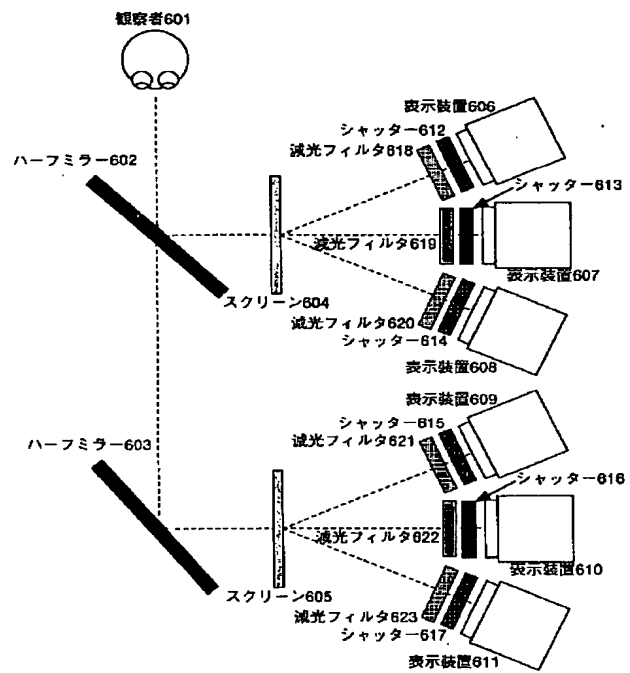 観察者601
表示装置606
シャッター612
減光フィルタ618
ハーフミラー602
シャッター613
減光フィルタ619
表示装置607
スクリーン604
減光フィルタ620
シャッター614
表示装置608
表示装置609
シャッター615
減光フィルタ621
ハーフミラー603
シャッター616
減光フィルタ622
表示装置610
スクリーン605
減光フィルタ623
シャッター617
表示装置611